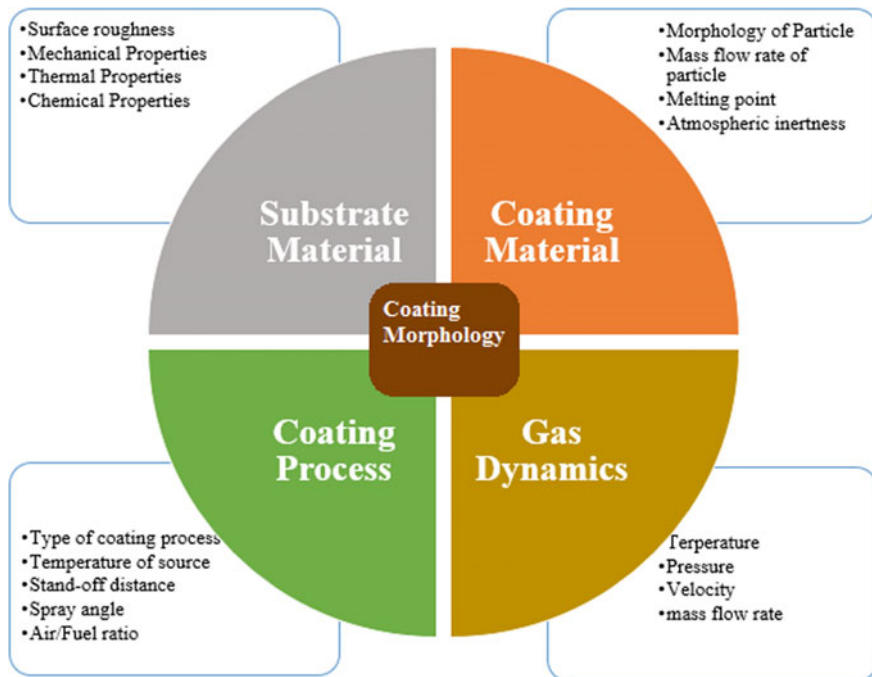 •Surface roughness
•Mechanical Properties
•Thermal Properties
•Chemical Properties
•Morphology of Particle
•Mass flow rate of
particle
•Melting point
•Atmospheric inertness
Substrate
Material
Coating
Material
Coating
Morphology
Coating
Process
Gas
Dynamics
•Type of coating process
•Temperature of source
•Stand-off distance
•Spray angle
•Air/Fuel ratio
Terperature
•Pressure
•Velocity
•mass flow rate